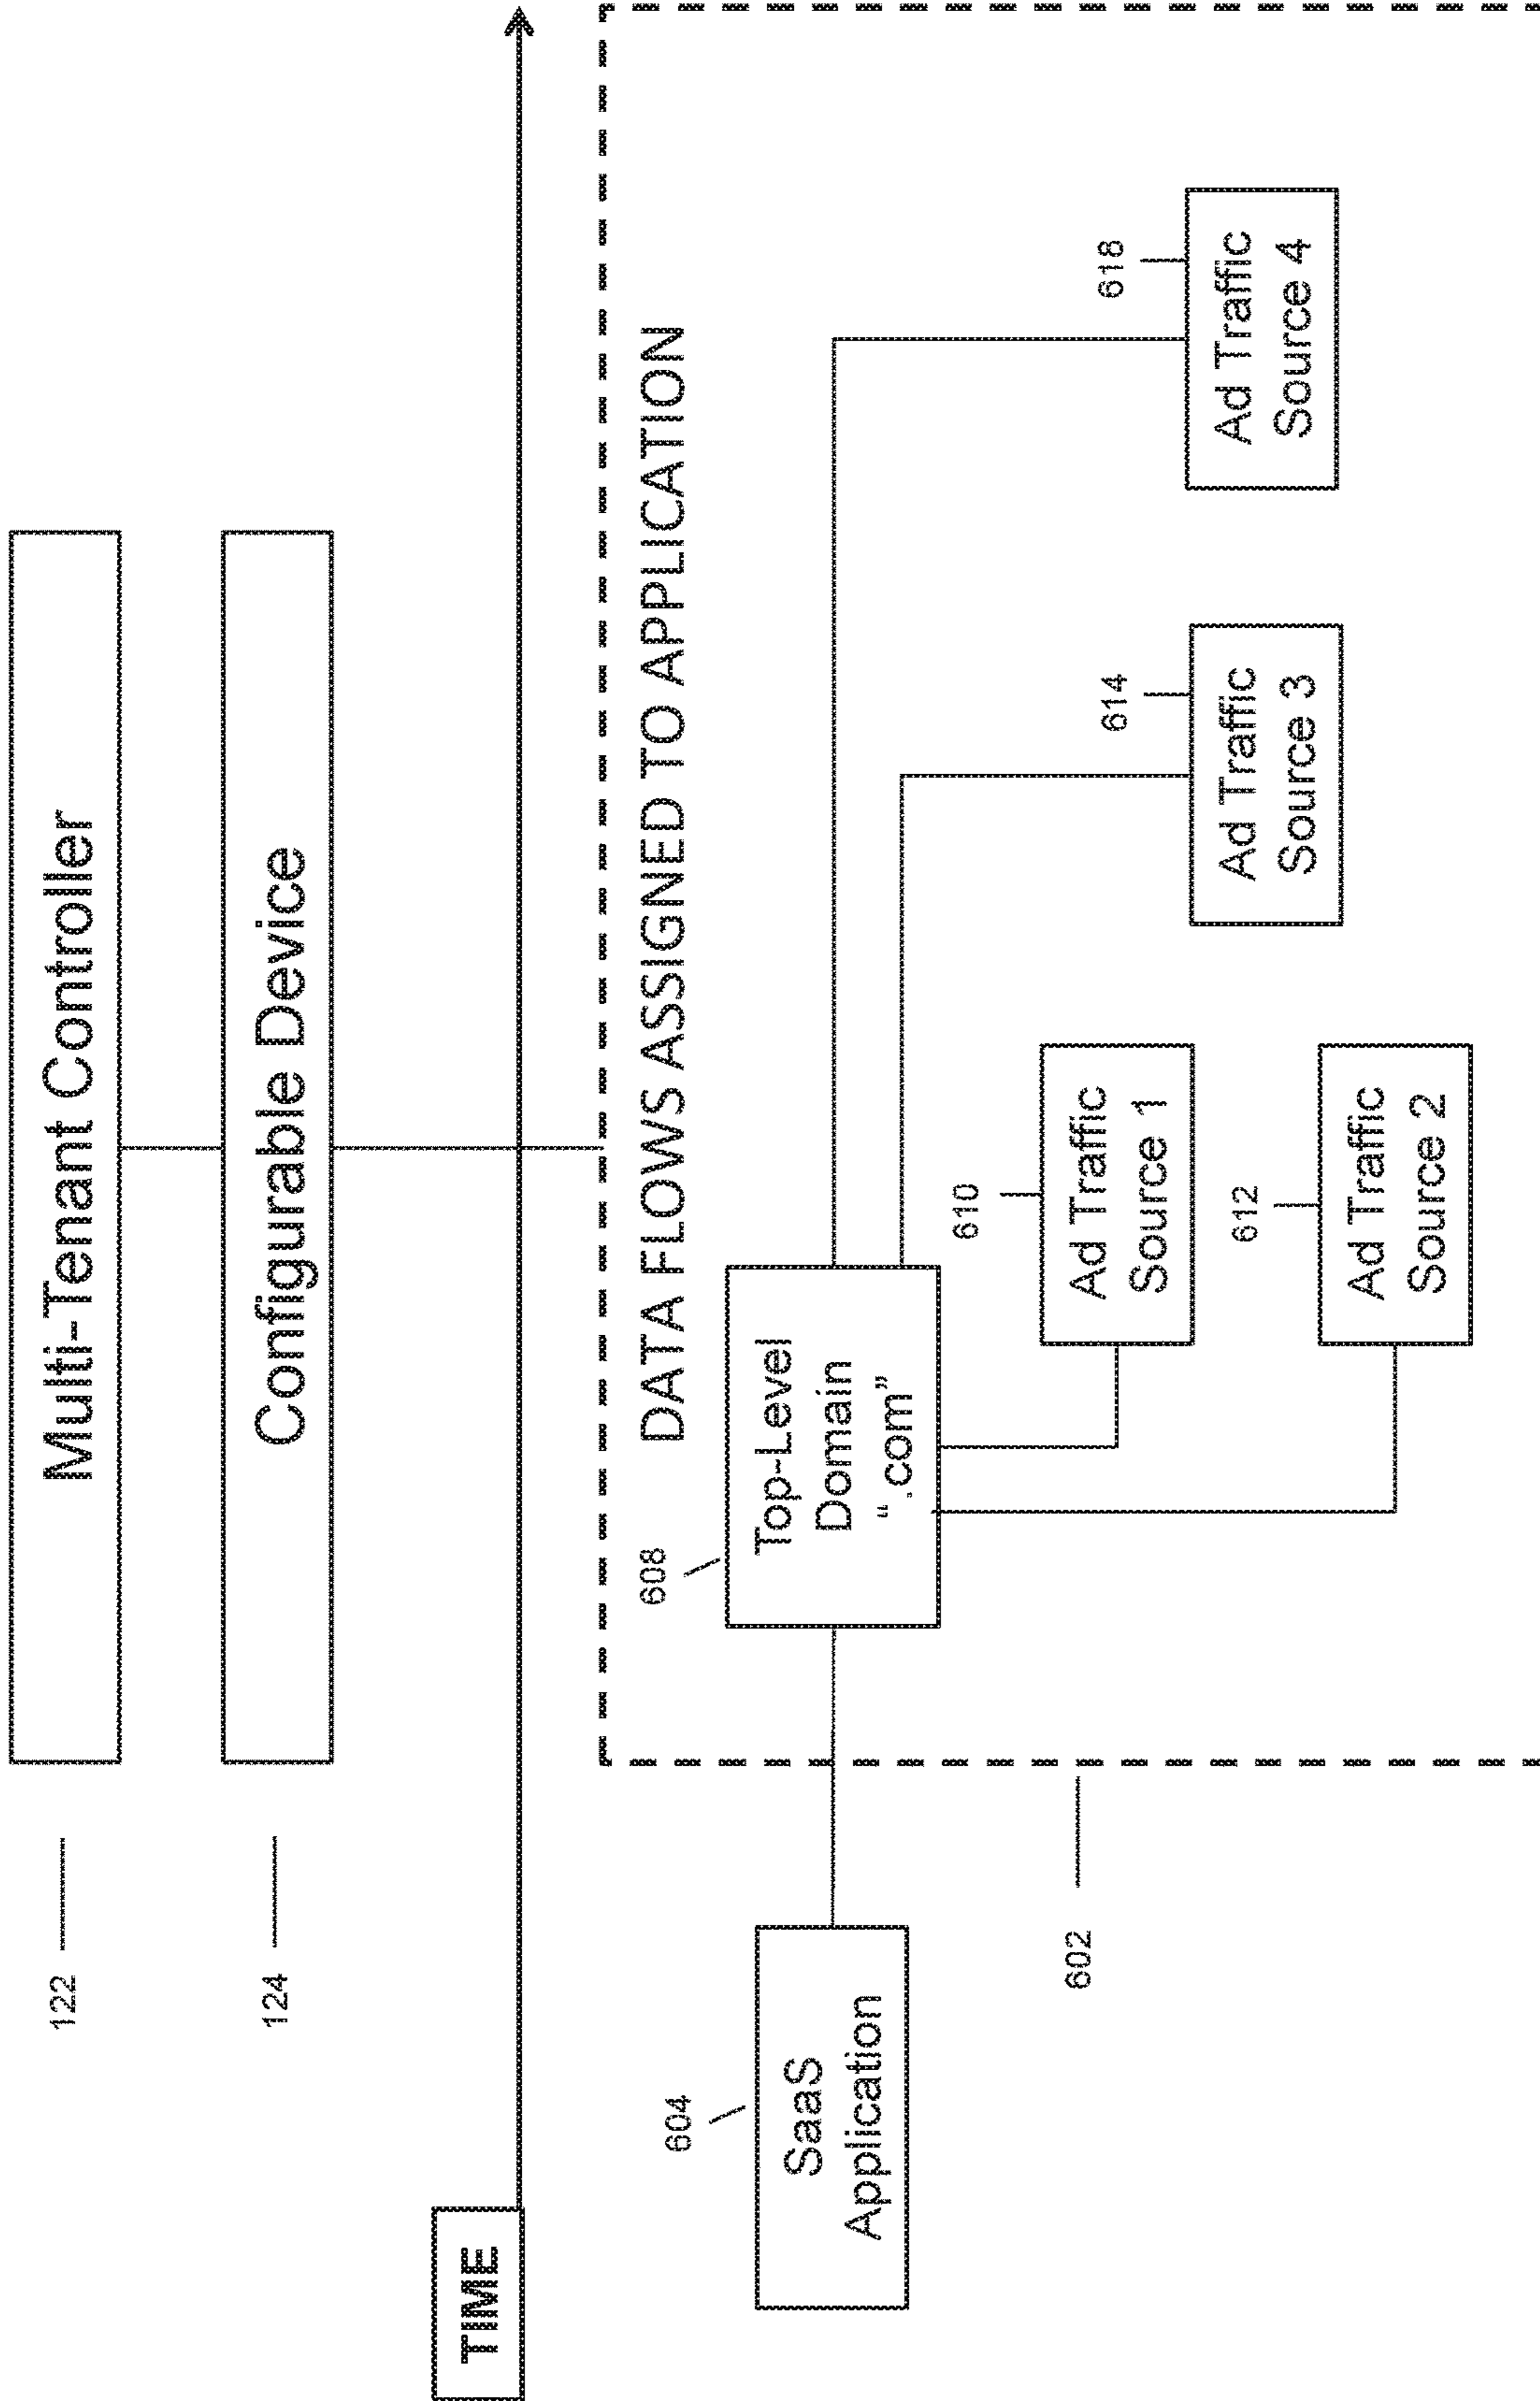 122
Multi-Tenant Controller
124
Configurable Device
TIME
DATA FLOWS ASSIGNED TO APPLICATION
604
SaaS
Application
602
608
Top-Level
Domain
“.com”
610
Ad Traffic
Source 1
612
Ad Traffic
Source 2
614
Ad Traffic
Source 3
618
Ad Traffic
Source 4